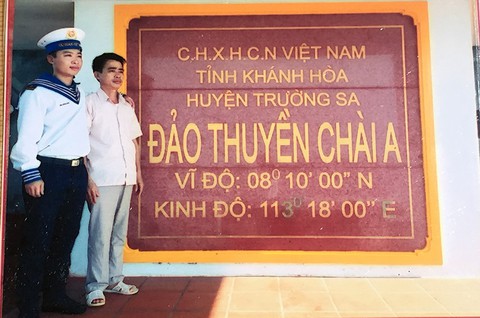 C.H.X.H.C.N VIỆT NAM
TỈNH KHÁNH HÒA
HUYỆN TRƯỜNG SA
ĐẢO THUYỀN CHÀI A
VĨ ĐỘ: 08⁰ 10' 00" N
KINH ĐỘ: 113⁰ 18' 00" E